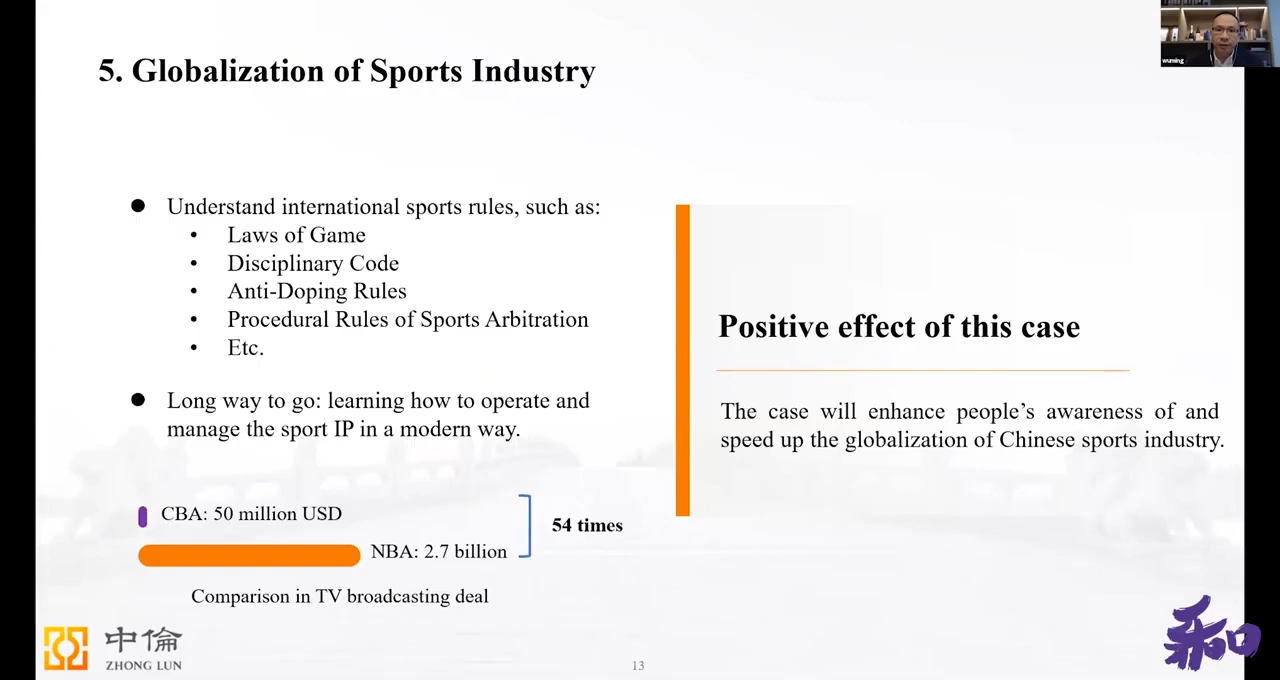 5. Globalization of Sports Industry
wuming
● Understand international sports rules, such as:
• Laws of Game
• Disciplinary Code
• Anti-Doping Rules
• Procedural Rules of Sports Arbitration
• Etc.
● Long way to go: learning how to operate and
manage the sport IP in a modern way.
CBA: 50 million USD
NBA: 2.7 billion
54 times
Comparison in TV broadcasting deal
Positive effect of this case
The case will enhance people’s awareness of and
speed up the globalization of Chinese sports industry.
中倫
ZHONG LUN
13
和